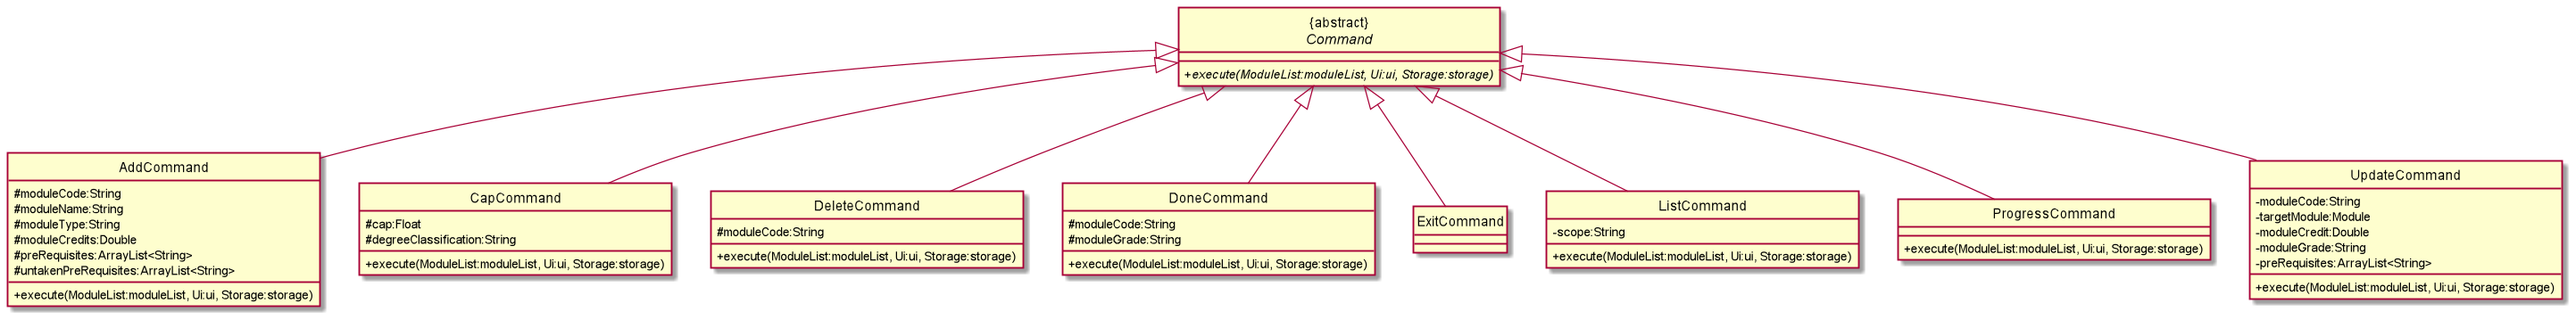 {abstract}
Command
+execute(ModuleList:moduleList, Ui:ui, Storage:storage)
AddCommand
#moduleCode:String
#moduleName:String
#moduleType:String
#moduleCredits:Double
#preRequisites:ArrayList<String>
#untakenPreRequisites:ArrayList<String>
+execute(ModuleList:moduleList, Ui:ui, Storage:storage)
CapCommand
#cap:Float
#degreeClassification:String
+execute(ModuleList:moduleList, Ui:ui, Storage:storage)
DeleteCommand
#moduleCode:String
+execute(ModuleList:moduleList, Ui:ui, Storage:storage)
DoneCommand
#moduleCode:String
#moduleGrade:String
+execute(ModuleList:moduleList, Ui:ui, Storage:storage)
ExitCommand
ListCommand
-scope:String
+execute(ModuleList:moduleList, Ui:ui, Storage:storage)
ProgressCommand
+execute(ModuleList:moduleList, Ui:ui, Storage:storage)
UpdateCommand
-moduleCode:String
-targetModule:Module
-moduleCredit:Double
-moduleGrade:String
-preRequisites:ArrayList<String>
+execute(ModuleList:moduleList, Ui:ui, Storage:storage)